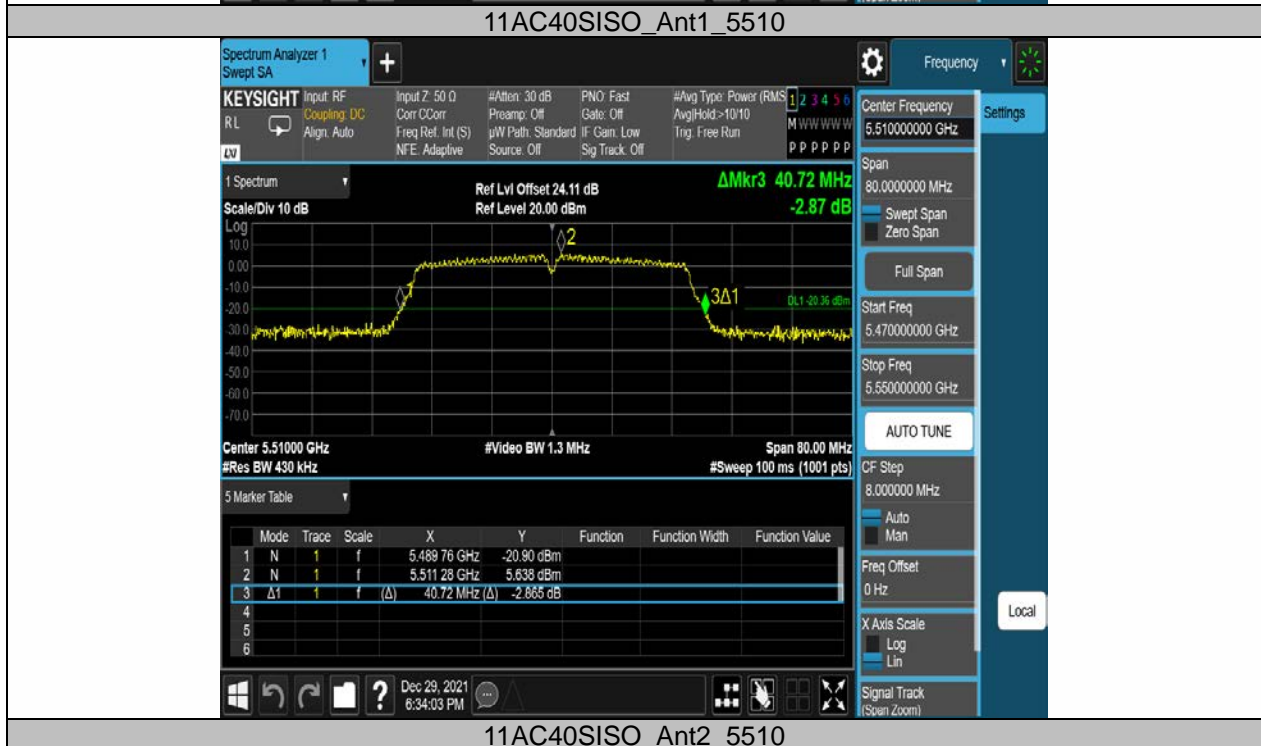 (Span Zoom)
11AC40SISO_Ant1_5510
Spectrum Analyzer 1
Swept SA
Frequency
KEYSIGHT
RL
LXI
Input: RF
Coupling: DC
Align: Auto
Input Z: 50 Ω
Corr CCorr
Freq Ref: Int (S)
NFE: Adaptive
#Atten: 30 dB
Preamp: Off
µW Path: Standard
Source: Off
PNO: Fast
Gate: Off
IF Gain: Low
Sig Track: Off
#Avg Type: Power (RMS
Avg|Hold:>10/10
Trig: Free Run
1 2 3 4 5 6
M W W W W W
P P P P P P
1 Spectrum
Scale/Div 10 dB
Ref Lvl Offset 24.11 dB
Ref Level 20.00 dBm
ΔMkr3 40.72 MHz
-2.87 dB
Log
10.0
0.00
-10.0
-20.0
-30.0
-40.0
-50.0
-60.0
-70.0
2
1
3Δ1
DL1 -20.36 dBm
Center 5.51000 GHz
#Video BW 1.3 MHz
Span 80.00 MHz
#Res BW 430 kHz
#Sweep 100 ms (1001 pts)
5 Marker Table
Mode Trace Scale X Y Function Function Width Function Value
1 N 1 f 5.489 76 GHz -20.90 dBm
2 N 1 f 5.511 28 GHz 5.638 dBm
3 Δ1 1 f (Δ) 40.72 MHz (Δ) -2.865 dB
4
5
6
Dec 29, 2021
6:34:03 PM
Center Frequency
5.510000000 GHz
Settings
Span
80.0000000 MHz
Swept Span
Zero Span
Full Span
Start Freq
5.470000000 GHz
Stop Freq
5.550000000 GHz
AUTO TUNE
CF Step
8.000000 MHz
Auto
Man
Freq Offset
0 Hz
X Axis Scale
Log
Lin
Local
Signal Track
(Span Zoom)
11AC40SISO_Ant2_5510